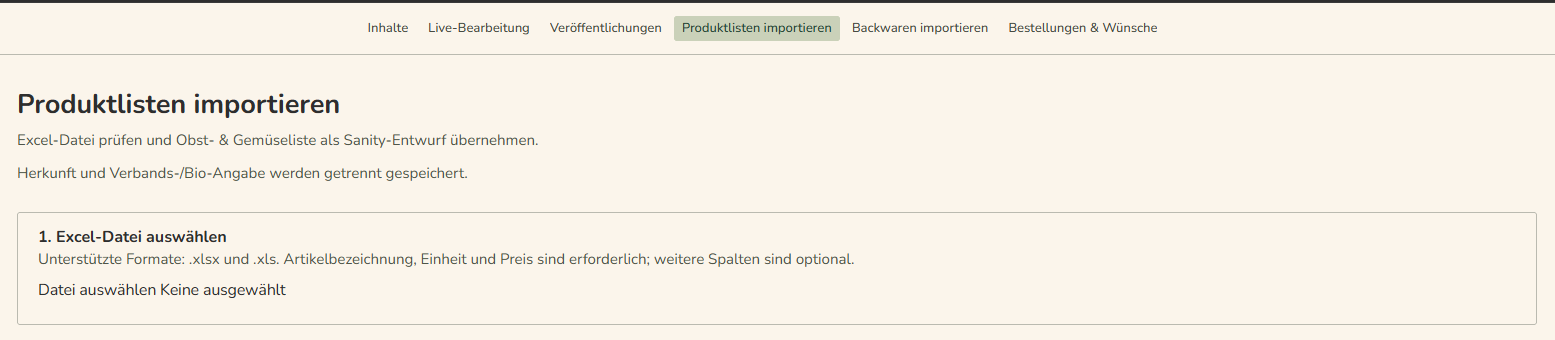 Inhalte Live-Bearbeitung Veröffentlichungen Produktlisten importieren Backwaren importieren Bestellungen & Wünsche
Produktlisten importieren
Excel-Datei prüfen und Obst- & Gemüseliste als Sanity-Entwurf übernehmen.
Herkunft und Verbands-/Bio-Angabe werden getrennt gespeichert.
1. Excel-Datei auswählen
Unterstützte Formate: .xlsx und .xls. Artikelbezeichnung, Einheit und Preis sind erforderlich; weitere Spalten sind optional.
Datei auswählen Keine ausgewählt